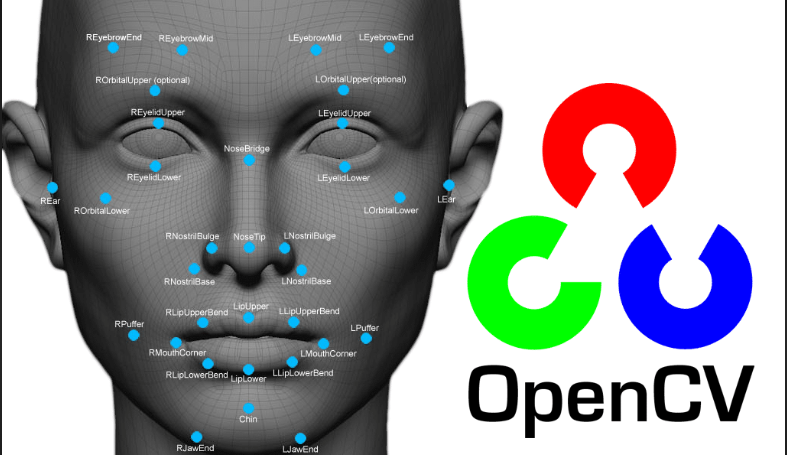 REyebrowEnd
REyebrowMid
LEyebrowMid
LEyebrowEnd
ROrbitalUpper (optional)
LOrbitalUpper(optional)
REyelidUpper
LEyelidUpper
NoseBridge
REyelidLower
LEyelidLower
REar
ROrbitalLower
LOrbitalLower
LEar
RNostrilBulge
NoseTip
LNostrilBulge
RNostrilBase
LNostrilBase
RLipUpperBend
LipUpper
LLipUpperBend
RPuffer
LPuffer
RMouthCorner
LMouthCorner
RLipLowerBend
LipLower
LLipLowerBend
Chin
RJawEnd
LJawEnd
OpenCV